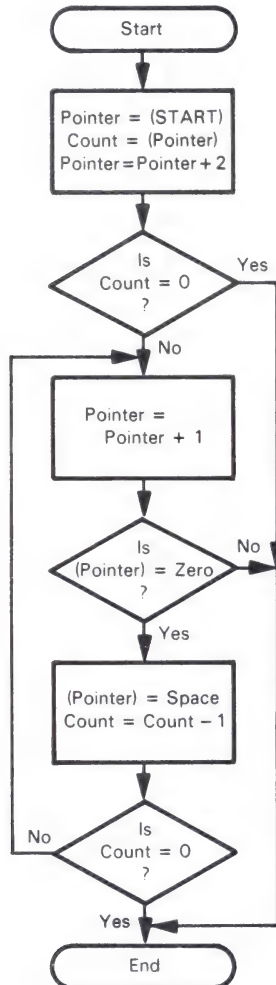 Start
Pointer = (START)
Count = (Pointer)
Pointer=Pointer+2
Is
Count = 0
?
Yes
No
Pointer =
Pointer + 1
Is
(Pointer) = Zero
?
No
Yes
(Pointer) = Space
Count = Count – 1
Is
Count = 0
?
No
Yes
End